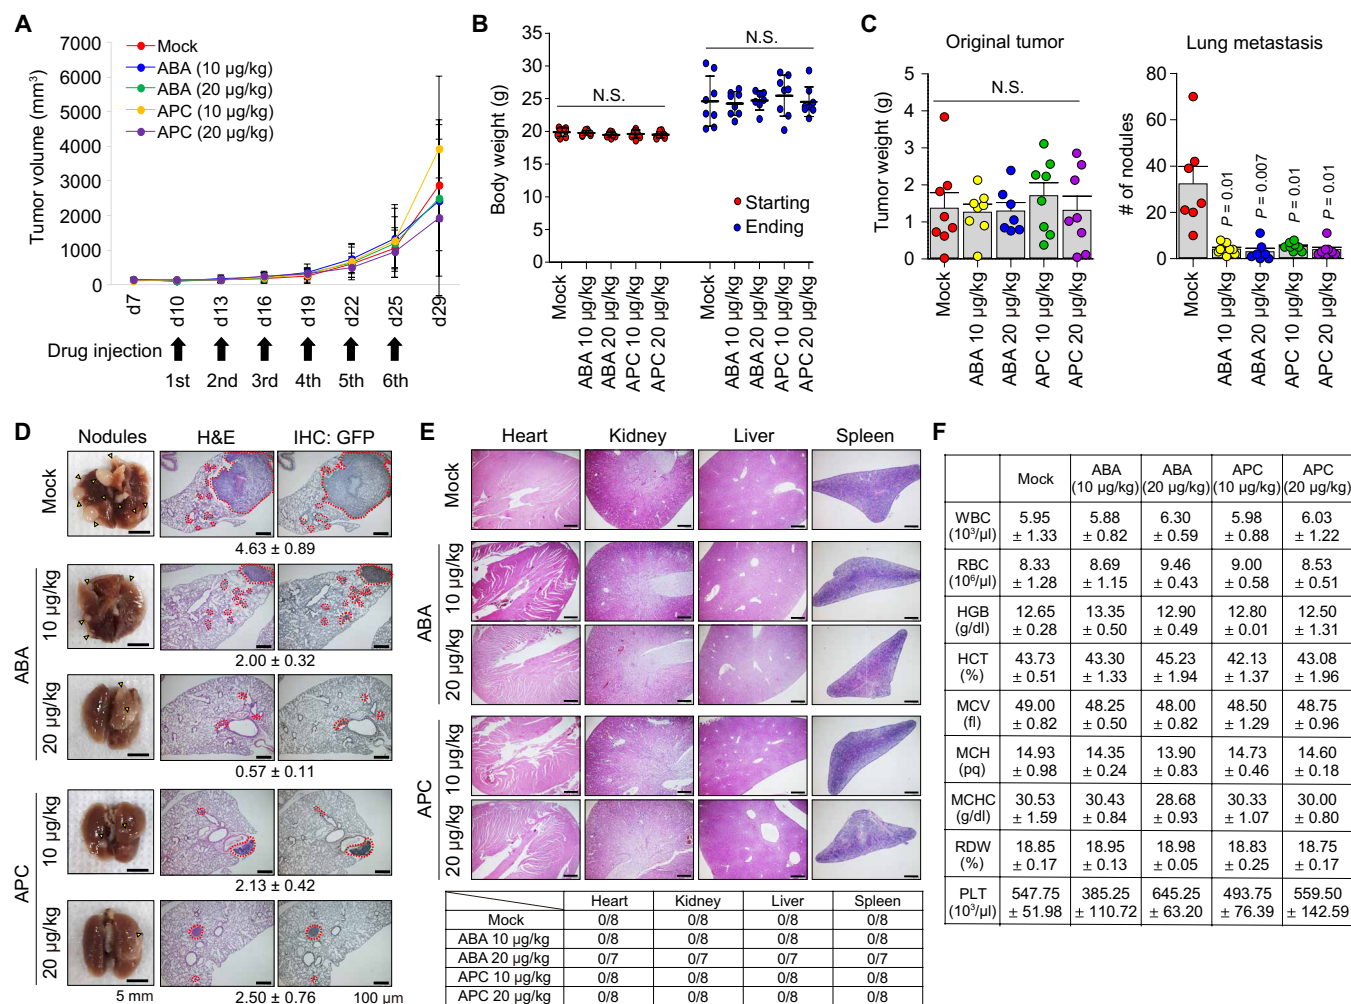 A
Tumor volume (mm³)
7000
6000
5000
4000
3000
2000
1000
0
Mock
ABA (10 µg/kg)
ABA (20 µg/kg)
APC (10 µg/kg)
APC (20 µg/kg)
d7 d10 d13 d16 d19 d22 d25 d29
Drug injection
1st 2nd 3rd 4th 5th 6th
B
Body weight (g)
35
30
25
20
15
10
5
0
N.S.
N.S.
Starting
Ending
Mock
ABA 10 µg/kg
ABA 20 µg/kg
APC 10 µg/kg
APC 20 µg/kg
Mock
ABA 10 µg/kg
ABA 20 µg/kg
APC 10 µg/kg
APC 20 µg/kg
C
Original tumor
Tumor weight (g)
5
4
3
2
1
0
N.S.
Mock
ABA 10 µg/kg
ABA 20 µg/kg
APC 10 µg/kg
APC 20 µg/kg
Lung metastasis
# of nodules
80
60
40
20
0
P = 0.01
P = 0.007
P = 0.01
P = 0.01
Mock
ABA 10 µg/kg
ABA 20 µg/kg
APC 10 µg/kg
APC 20 µg/kg
D
Nodules H&E IHC: GFP
Mock
4.63 ± 0.89
ABA
10 µg/kg
2.00 ± 0.32
20 µg/kg
0.57 ± 0.11
APC
10 µg/kg
2.13 ± 0.42
20 µg/kg
5 mm 2.50 ± 0.76 100 µm
E
Heart Kidney Liver Spleen
Mock
ABA
10 µg/kg
20 µg/kg
APC
10 µg/kg
20 µg/kg
Heart Kidney Liver Spleen
Mock 0/8 0/8 0/8 0/8
ABA 10 µg/kg 0/8 0/8 0/8 0/8
ABA 20 µg/kg 0/7 0/7 0/7 0/7
APC 10 µg/kg 0/8 0/8 0/8 0/8
APC 20 µg/kg 0/8 0/8 0/8 0/8
F
Mock ABA ABA APC APC
(10 µg/kg) (20 µg/kg) (10 µg/kg) (20 µg/kg)
WBC 5.95 5.88 6.30 5.98 6.03
(10³/µl) ± 1.33 ± 0.82 ± 0.59 ± 0.88 ± 1.22
RBC 8.33 8.69 9.46 9.00 8.53
(10⁶/µl) ± 1.28 ± 1.15 ± 0.43 ± 0.58 ± 0.51
HGB 12.65 13.35 12.90 12.80 12.50
(g/dl) ± 0.28 ± 0.50 ± 0.49 ± 0.01 ± 1.31
HCT 43.73 43.30 45.23 42.13 43.08
(%) ± 0.51 ± 1.33 ± 1.94 ± 1.37 ± 1.96
MCV 49.00 48.25 48.00 48.50 48.75
(fl) ± 0.82 ± 0.50 ± 0.82 ± 1.29 ± 0.96
MCH 14.93 14.35 13.90 14.73 14.60
(pq) ± 0.98 ± 0.24 ± 0.83 ± 0.46 ± 0.18
MCHC 30.53 30.43 28.68 30.33 30.00
(g/dl) ± 1.59 ± 0.84 ± 0.93 ± 1.07 ± 0.80
RDW 18.85 18.95 18.98 18.83 18.75
(%) ± 0.17 ± 0.13 ± 0.05 ± 0.25 ± 0.17
PLT 547.75 385.25 645.25 493.75 559.50
(10³/µl) ± 51.98 ± 110.72 ± 63.20 ± 76.39 ± 142.59